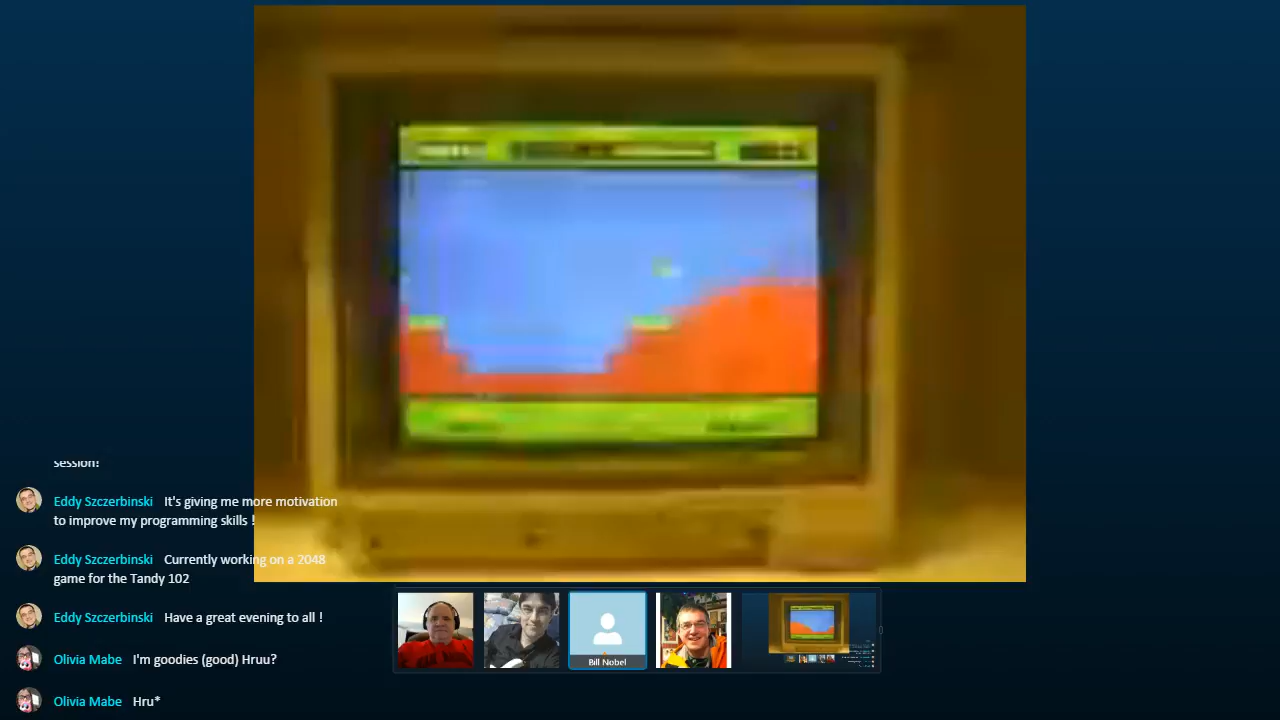 session!
Eddy Szczerbinski It's giving me more motivation
to improve my programming skills !
Eddy Szczerbinski Currently working on a 2048
game for the Tandy 102
Eddy Szczerbinski Have a great evening to all !
Olivia Mabe I'm goodies (good) Hruu?
Olivia Mabe Hru*
Bill Nobel